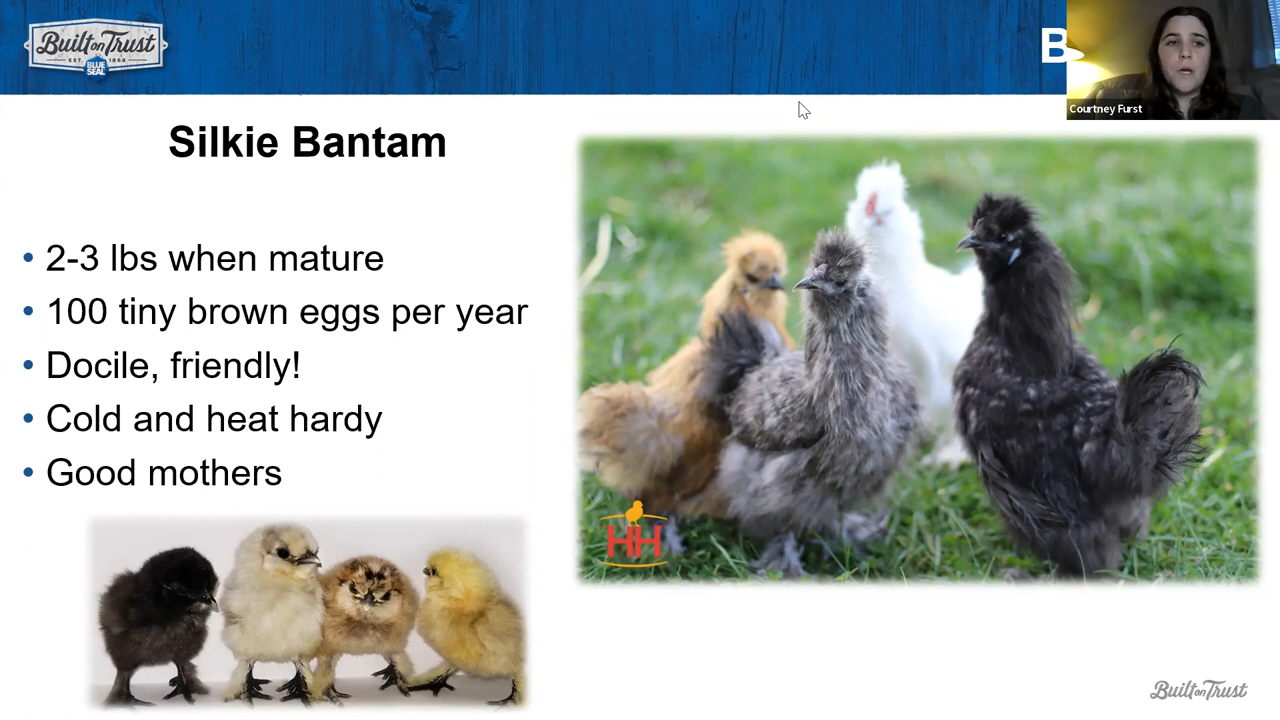 Built on Trust
EST. 1868
BLUE
SEAL
B
Courtney Furst
Silkie Bantam
• 2-3 lbs when mature
• 100 tiny brown eggs per year
• Docile, friendly!
• Cold and heat hardy
• Good mothers
HH
Built on Trust